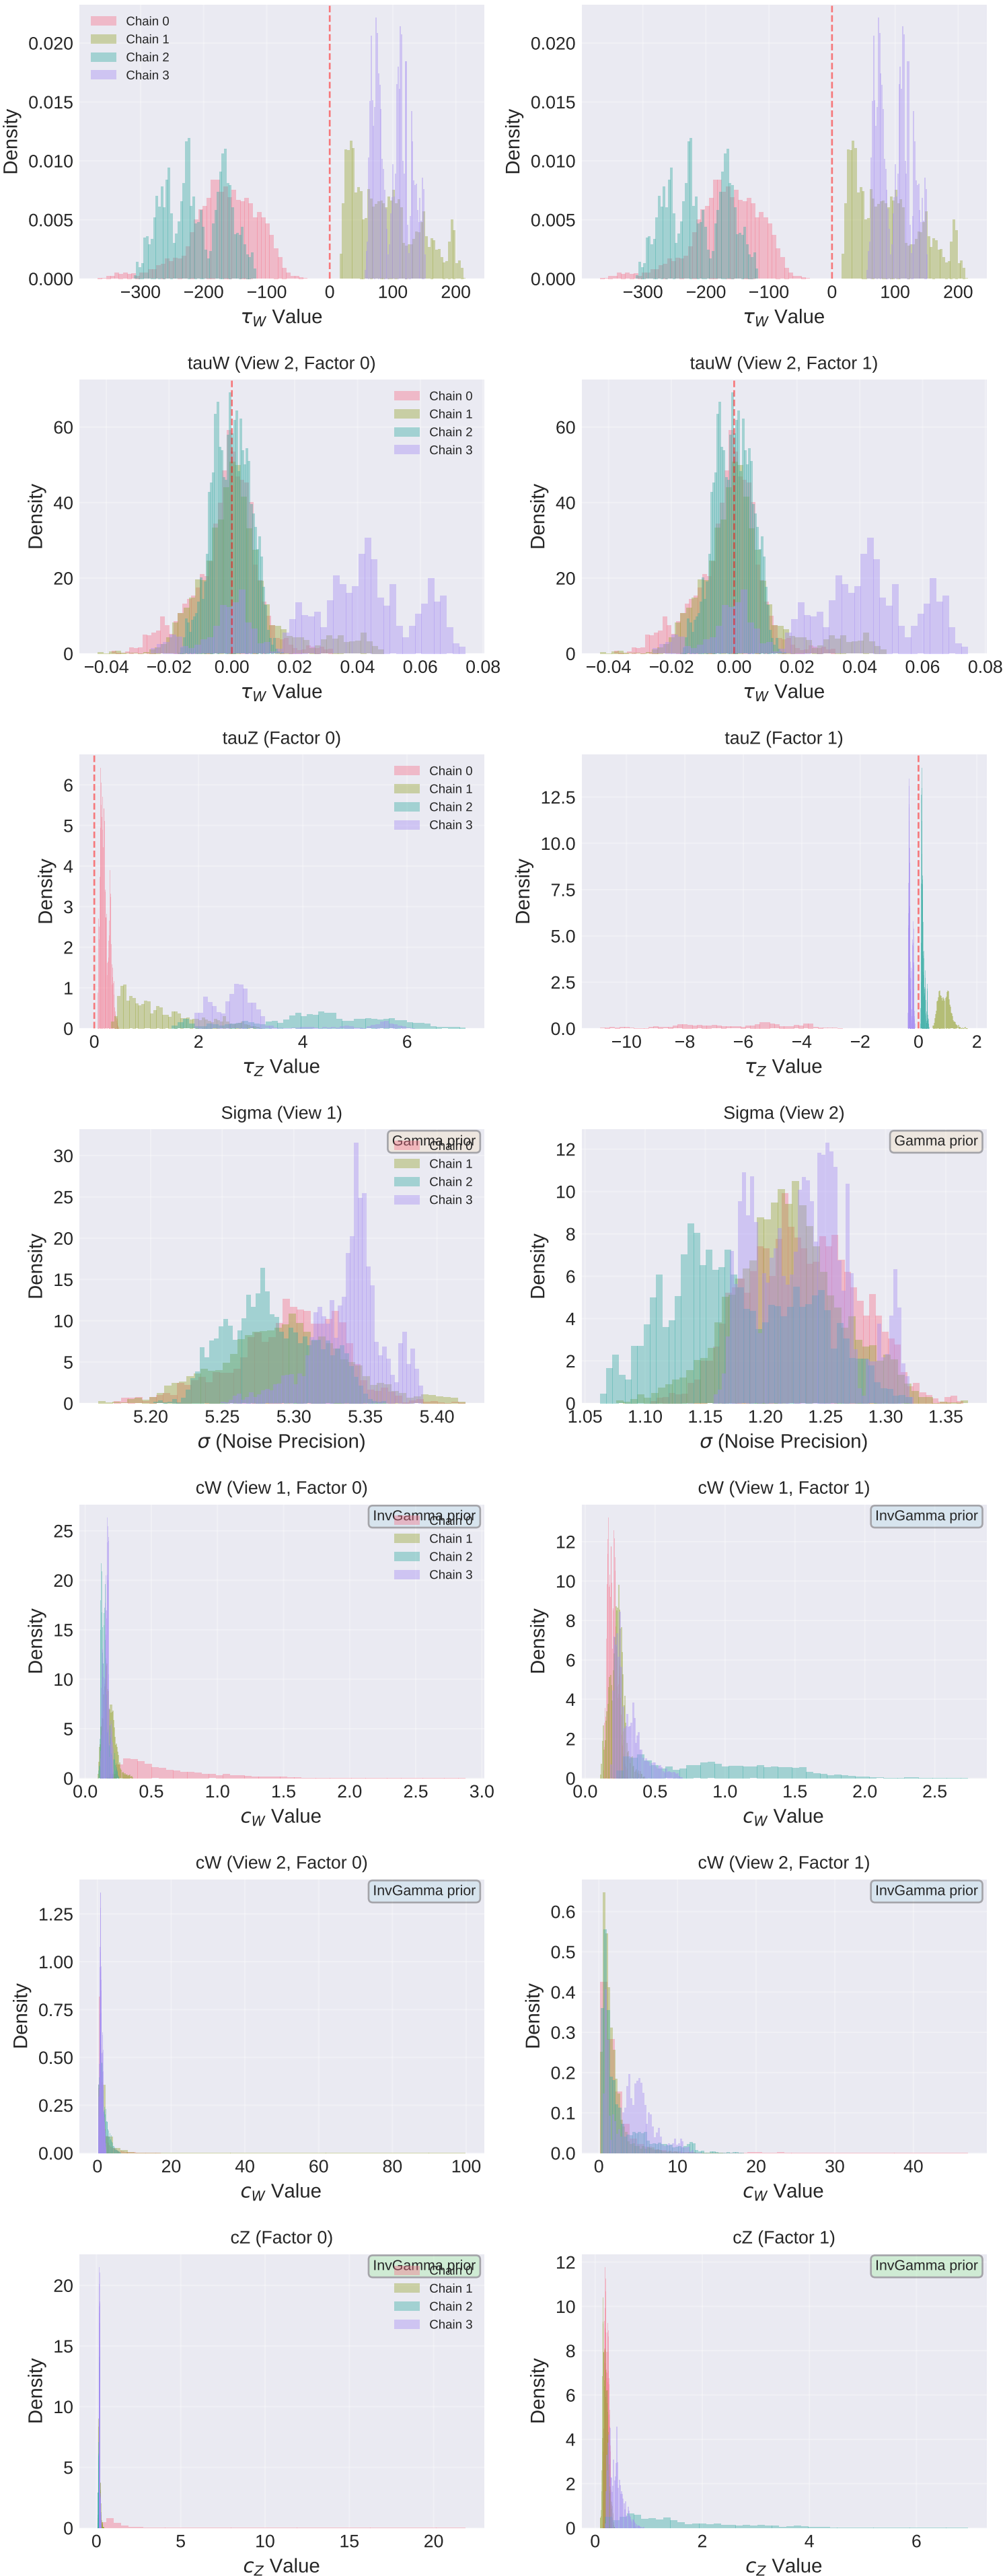 Chain 0
Chain 1
Chain 2
Chain 3
0.020
0.015
0.010
0.005
0.000
Density
−300 −200 −100 0 100 200
τW Value
0.020
0.015
0.010
0.005
0.000
Density
−300 −200 −100 0 100 200
τW Value
tauW (View 2, Factor 0)
Chain 0
Chain 1
Chain 2
Chain 3
60
40
20
0
Density
−0.04 −0.02 0.00 0.02 0.04 0.06 0.08
τW Value
tauW (View 2, Factor 1)
60
40
20
0
Density
−0.04 −0.02 0.00 0.02 0.04 0.06 0.08
τW Value
tauZ (Factor 0)
Chain 0
Chain 1
Chain 2
Chain 3
6
5
4
3
2
1
0
Density
0 2 4 6
τZ Value
tauZ (Factor 1)
12.5
10.0
7.5
5.0
2.5
0.0
Density
−10 −8 −6 −4 −2 0 2
τZ Value
Sigma (View 1)
Gamma prior
Chain 0
Chain 1
Chain 2
Chain 3
30
25
20
15
10
5
0
Density
5.20 5.25 5.30 5.35 5.40
σ (Noise Precision)
Sigma (View 2)
Gamma prior
12
10
8
6
4
2
0
Density
1.05 1.10 1.15 1.20 1.25 1.30 1.35
σ (Noise Precision)
cW (View 1, Factor 0)
InvGamma prior
Chain 0
Chain 1
Chain 2
Chain 3
25
20
15
10
5
0
Density
0.0 0.5 1.0 1.5 2.0 2.5 3.0
cW Value
cW (View 1, Factor 1)
InvGamma prior
12
10
8
6
4
2
0
Density
0.0 0.5 1.0 1.5 2.0 2.5
cW Value
cW (View 2, Factor 0)
InvGamma prior
1.25
1.00
0.75
0.50
0.25
0.00
Density
0 20 40 60 80 100
cW Value
cW (View 2, Factor 1)
InvGamma prior
0.6
0.5
0.4
0.3
0.2
0.1
0.0
Density
0 10 20 30 40
cW Value
cZ (Factor 0)
InvGamma prior
Chain 0
Chain 1
Chain 2
Chain 3
20
15
10
5
0
Density
0 5 10 15 20
cZ Value
cZ (Factor 1)
InvGamma prior
12
10
8
6
4
2
0
Density
0 2 4 6
cZ Value